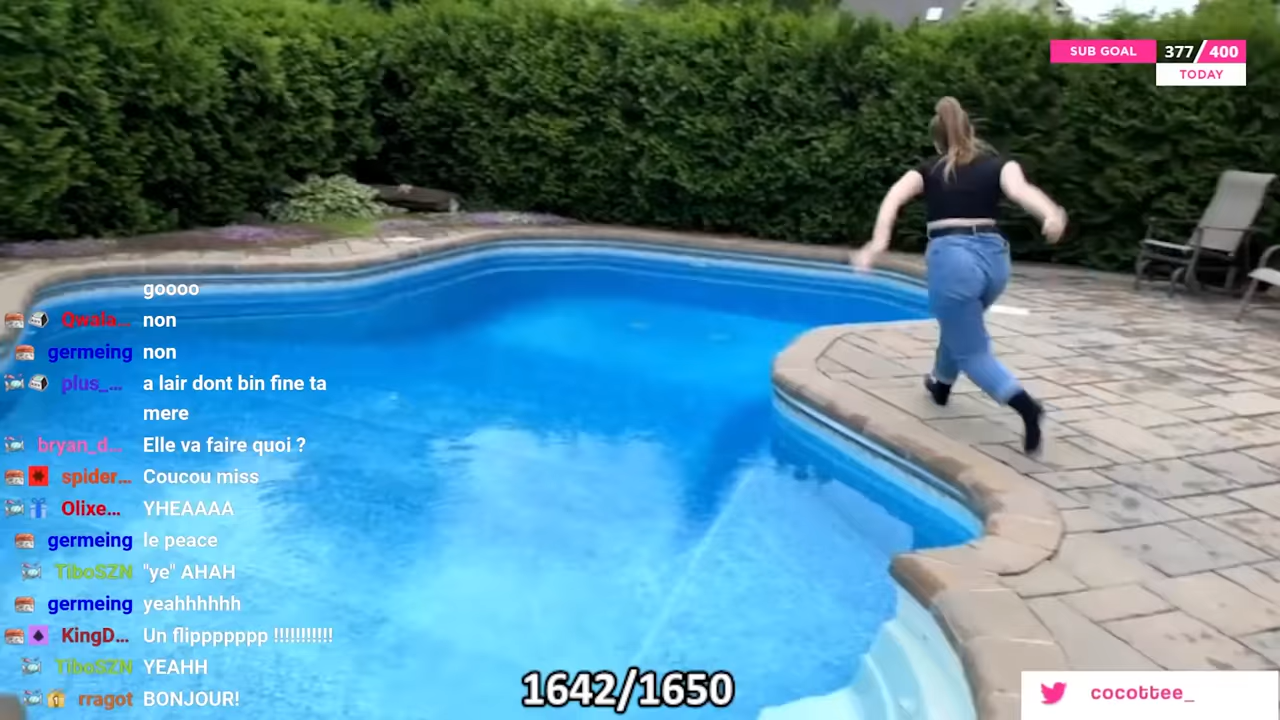 SUB GOAL 377/400
TODAY
goooo
Qwala... non
germeing non
plus_... a lair dont bin fine ta
mere
bryan_d... Elle va faire quoi ?
spider... Coucou miss
Olixe... YHEAAAA
germeing le peace
TiboSZN "ye" AHAH
germeing yeahhhhhh
KingD... Un flippppppp !!!!!!!!!!!
TiboSZN YEAHH
rragot BONJOUR!
1642/1650
cocottee_